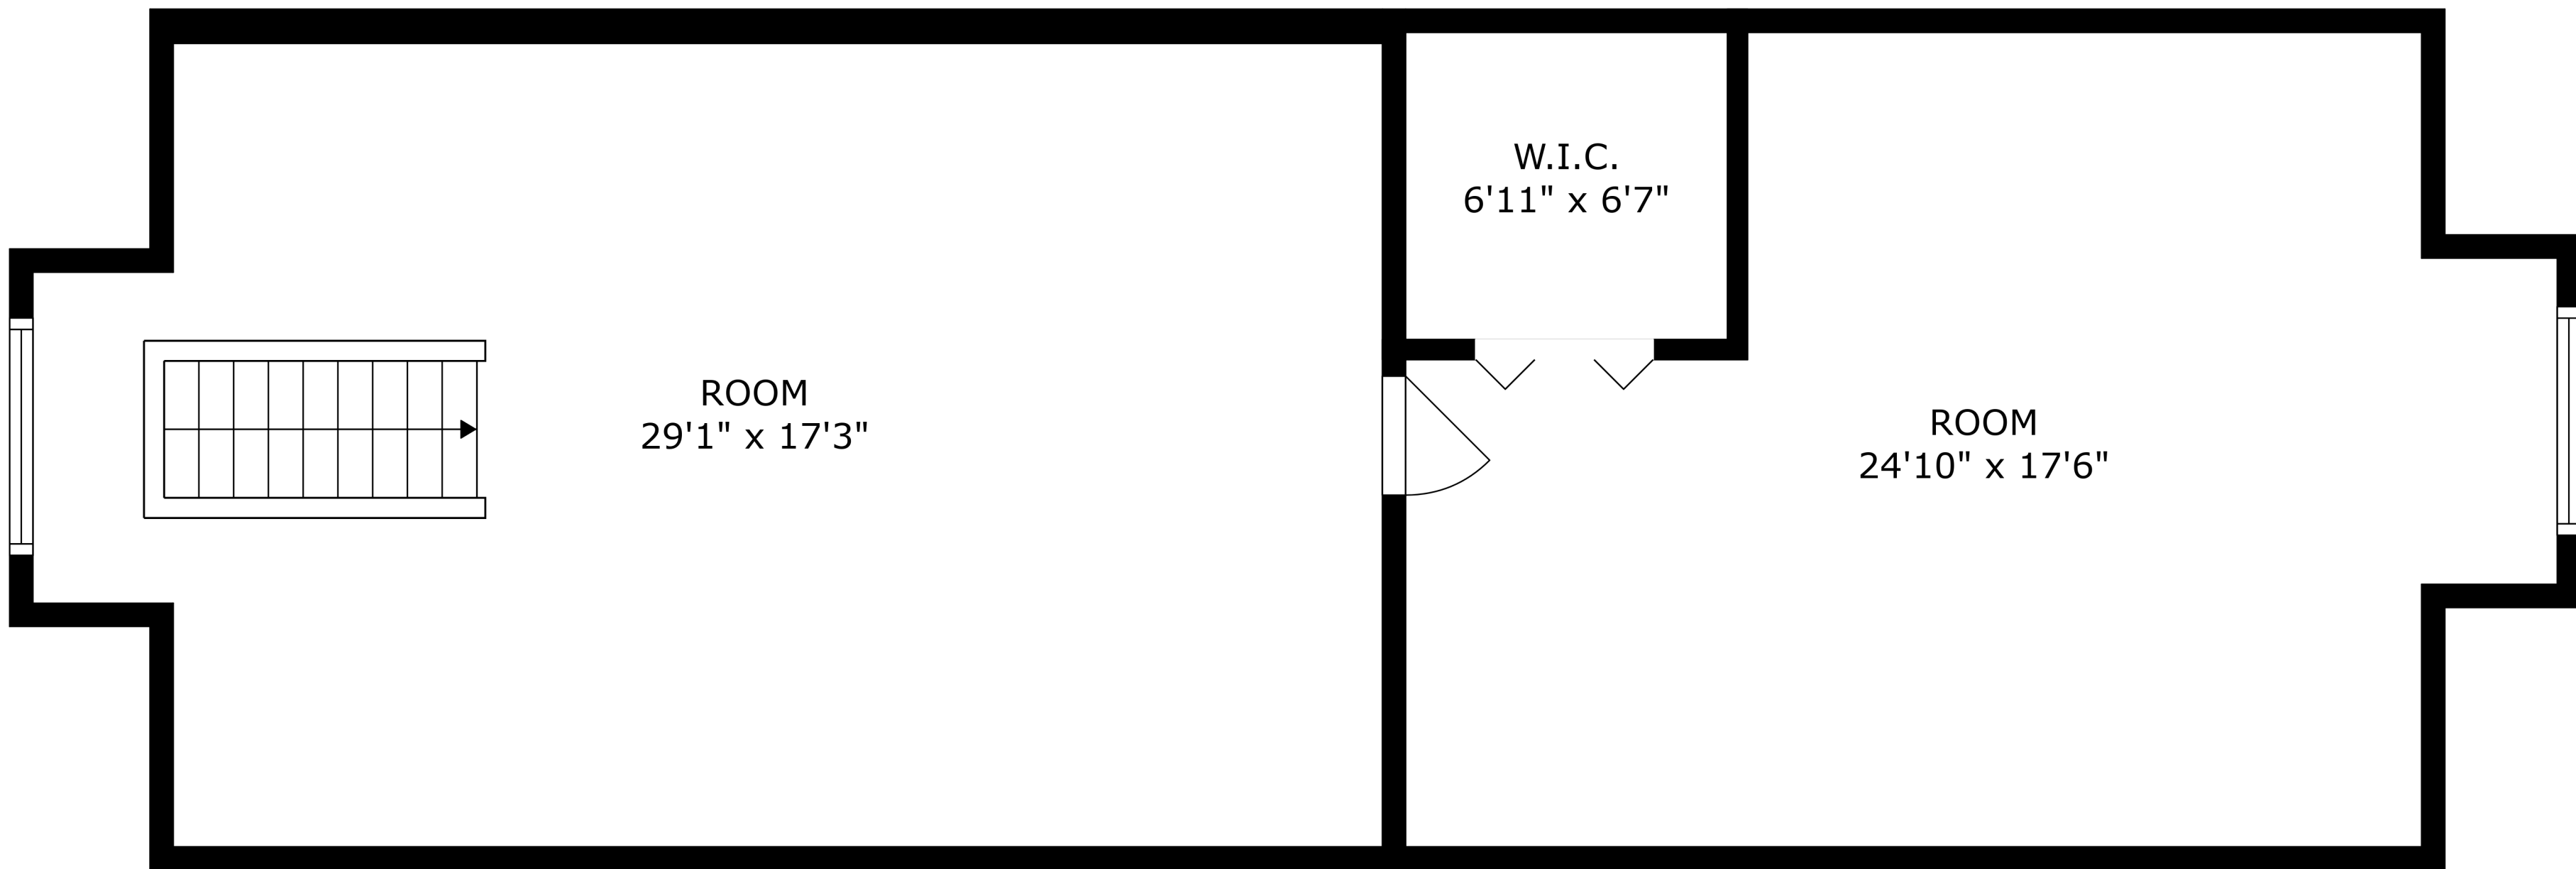 W.I.C.
6'11" x 6'7"
ROOM
29'1" x 17'3"
ROOM
24'10" x 17'6"